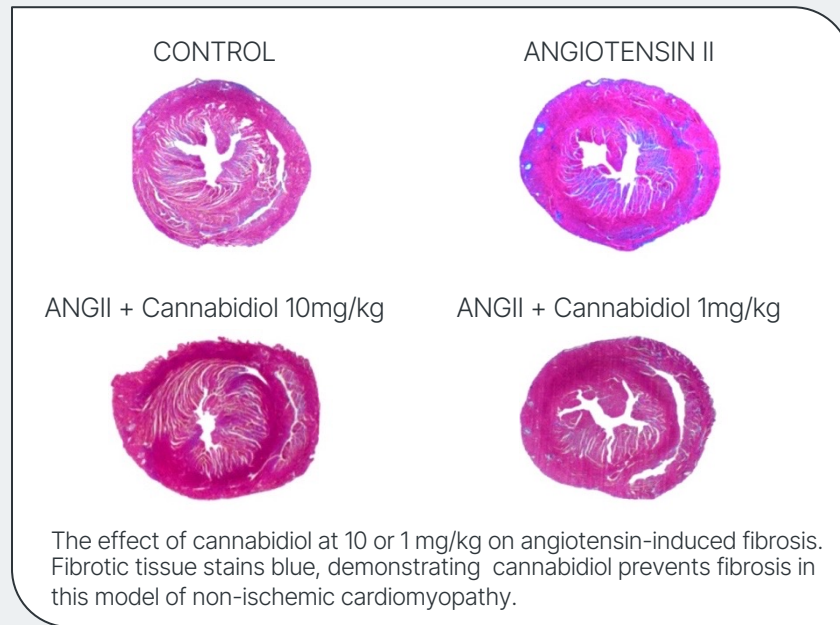 CONTROL
ANGIOTENSIN II
ANGII + Cannabidiol 10mg/kg
ANGII + Cannabidiol 1mg/kg
The effect of cannabidiol at 10 or 1 mg/kg on angiotensin-induced fibrosis.
Fibrotic tissue stains blue, demonstrating cannabidiol prevents fibrosis in
this model of non-ischemic cardiomyopathy.